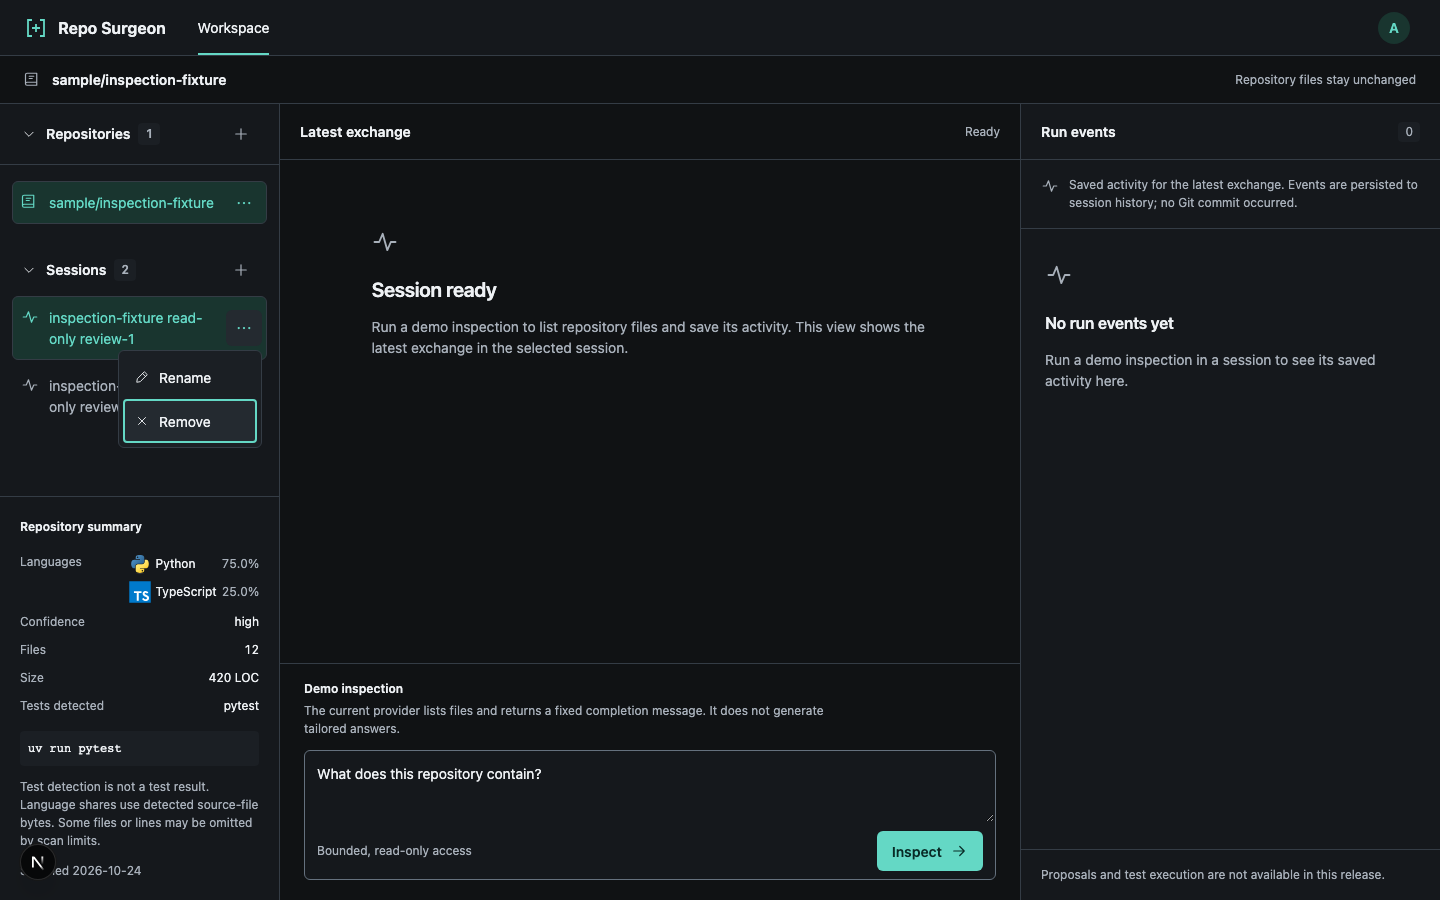 [+] Repo Surgeon
Workspace
A
sample/inspection-fixture
Repository files stay unchanged
Repositories 1
sample/inspection-fixture
Sessions 2
inspection-fixture read-
only review-1
inspection-
only review
Rename
Remove
Repository summary
Languages
Python 75.0%
TS TypeScript 25.0%
Confidence high
Files 12
Size 420 LOC
Tests detected pytest
uv run pytest
Test detection is not a test result.
Language shares use detected source-file
bytes. Some files or lines may be omitted
by scan limits.
N
2026-10-24
Latest exchange
Ready
Session ready
Run a demo inspection to list repository files and save its activity. This view shows the
latest exchange in the selected session.
Demo inspection
The current provider lists files and returns a fixed completion message. It does not generate
tailored answers.
What does this repository contain?
Bounded, read-only access
Inspect →
Run events
0
Saved activity for the latest exchange. Events are persisted to
session history; no Git commit occurred.
No run events yet
Run a demo inspection in a session to see its saved
activity here.
Proposals and test execution are not available in this release.